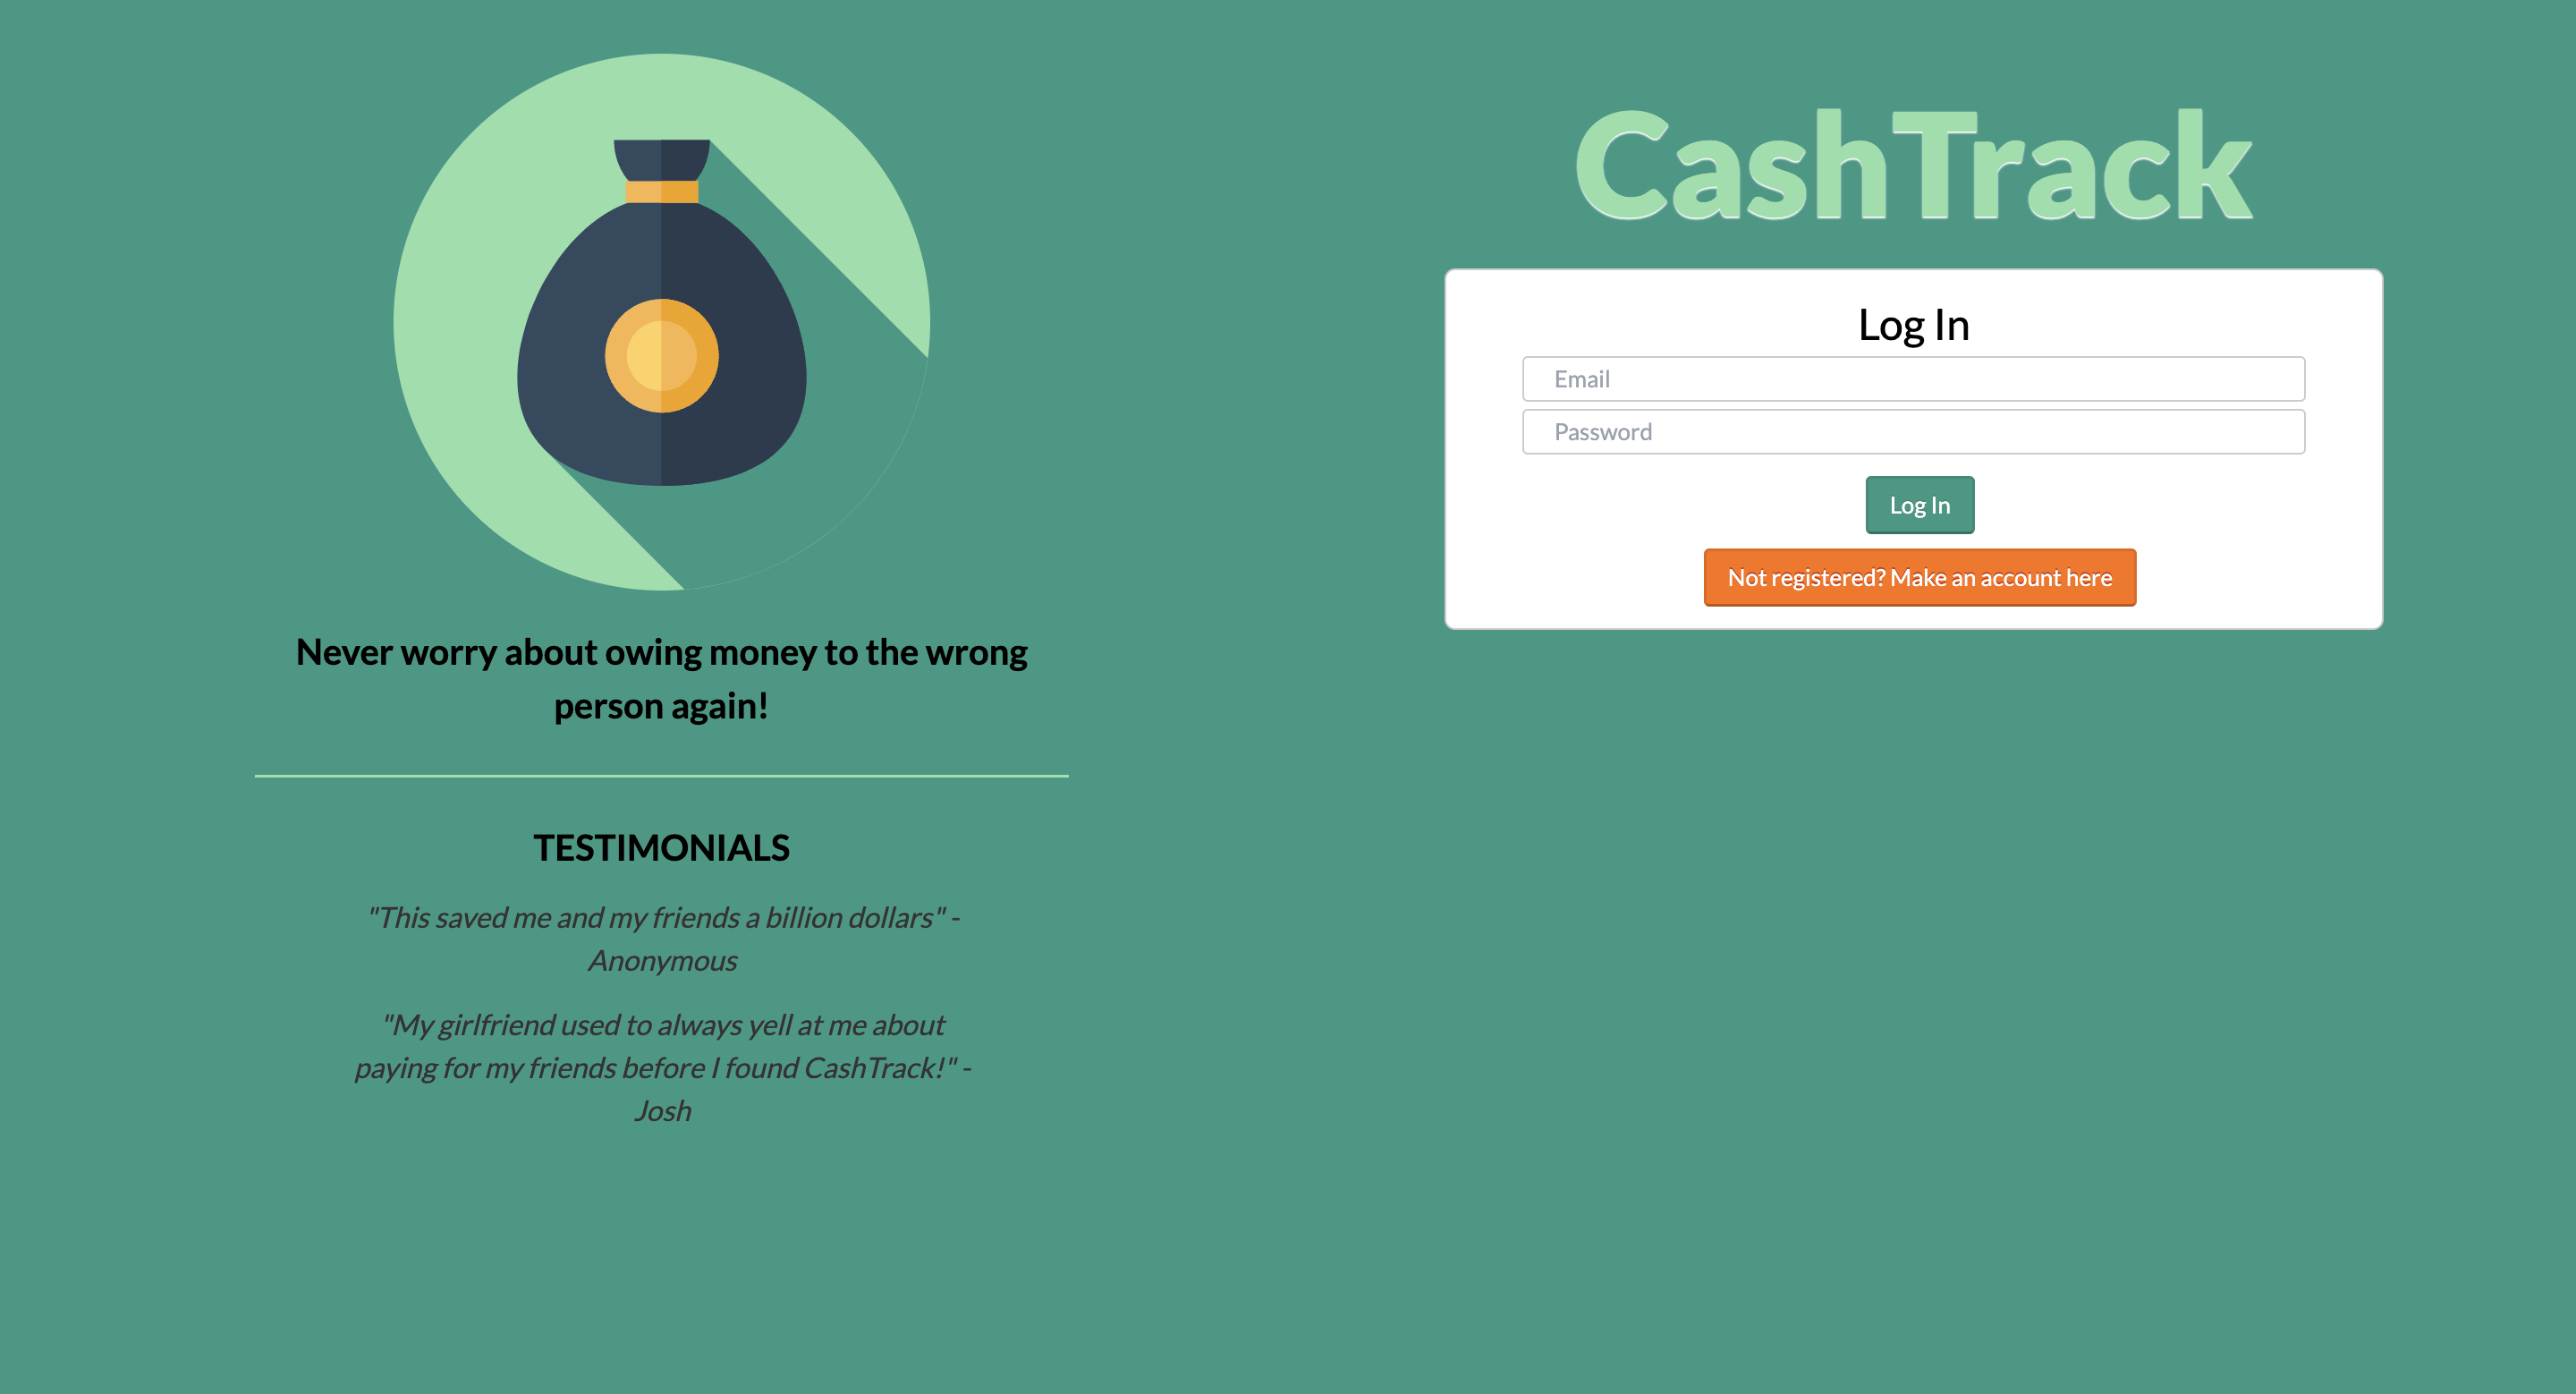 Never worry about owing money to the wrong
person again!
TESTIMONIALS
"This saved me and my friends a billion dollars" -
Anonymous
"My girlfriend used to always yell at me about
paying for my friends before I found CashTrack!" -
Josh
CashTrack
Log In
Email
Password
Log In
Not registered? Make an account here